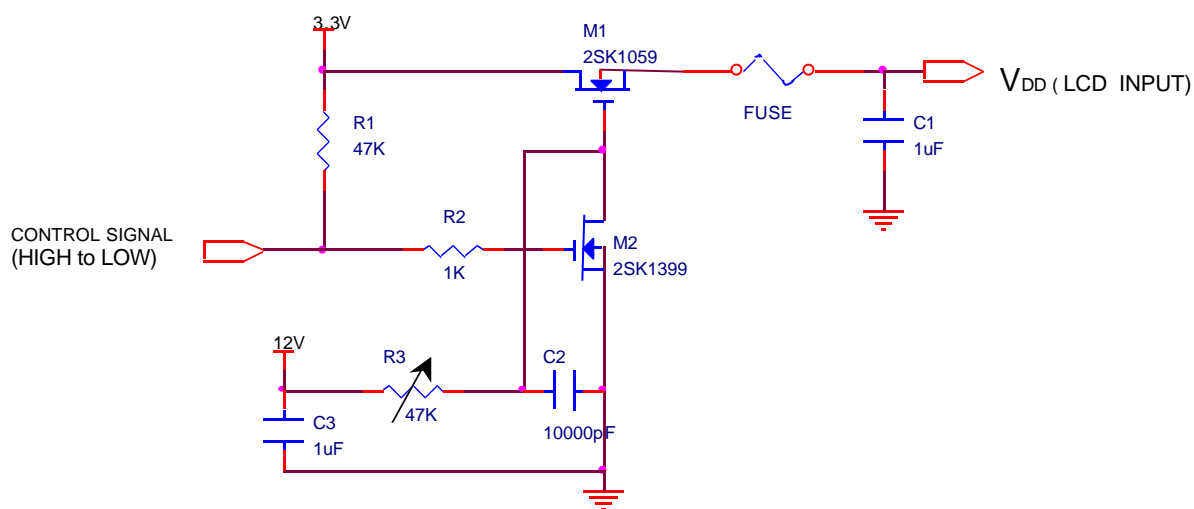 3.3V
M1
2SK1059
FUSE
VDD ( LCD INPUT)
R1
47K
C1
1uF
CONTROL SIGNAL
(HIGH to LOW)
R2
1K
M2
2SK1399
12V
R3
47K
C2
10000pF
C3
1uF